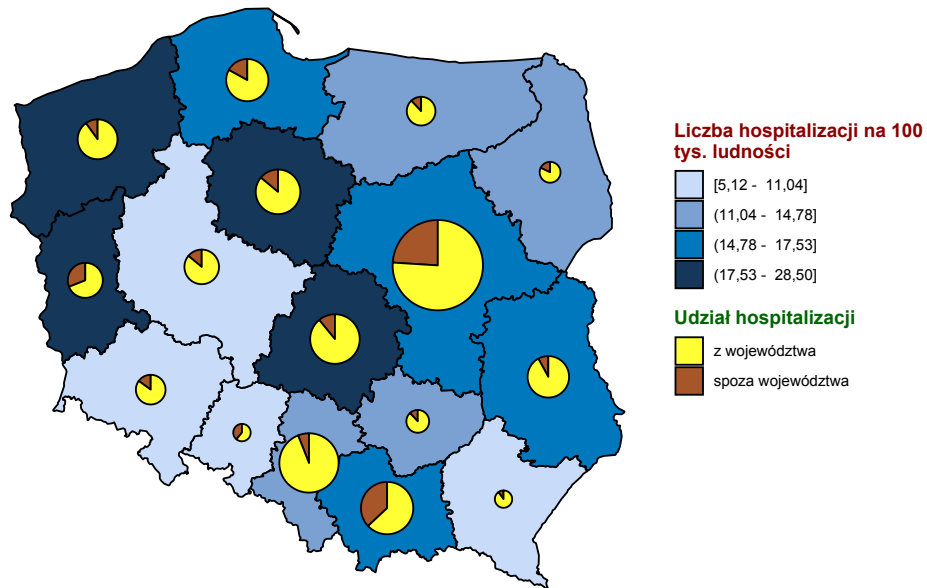 Liczba hospitalizacji na 100
tys. ludności
[5,12 - 11,04]
(11,04 - 14,78]
(14,78 - 17,53]
(17,53 - 28,50]
Udział hospitalizacji
z województwa
spoza województwa